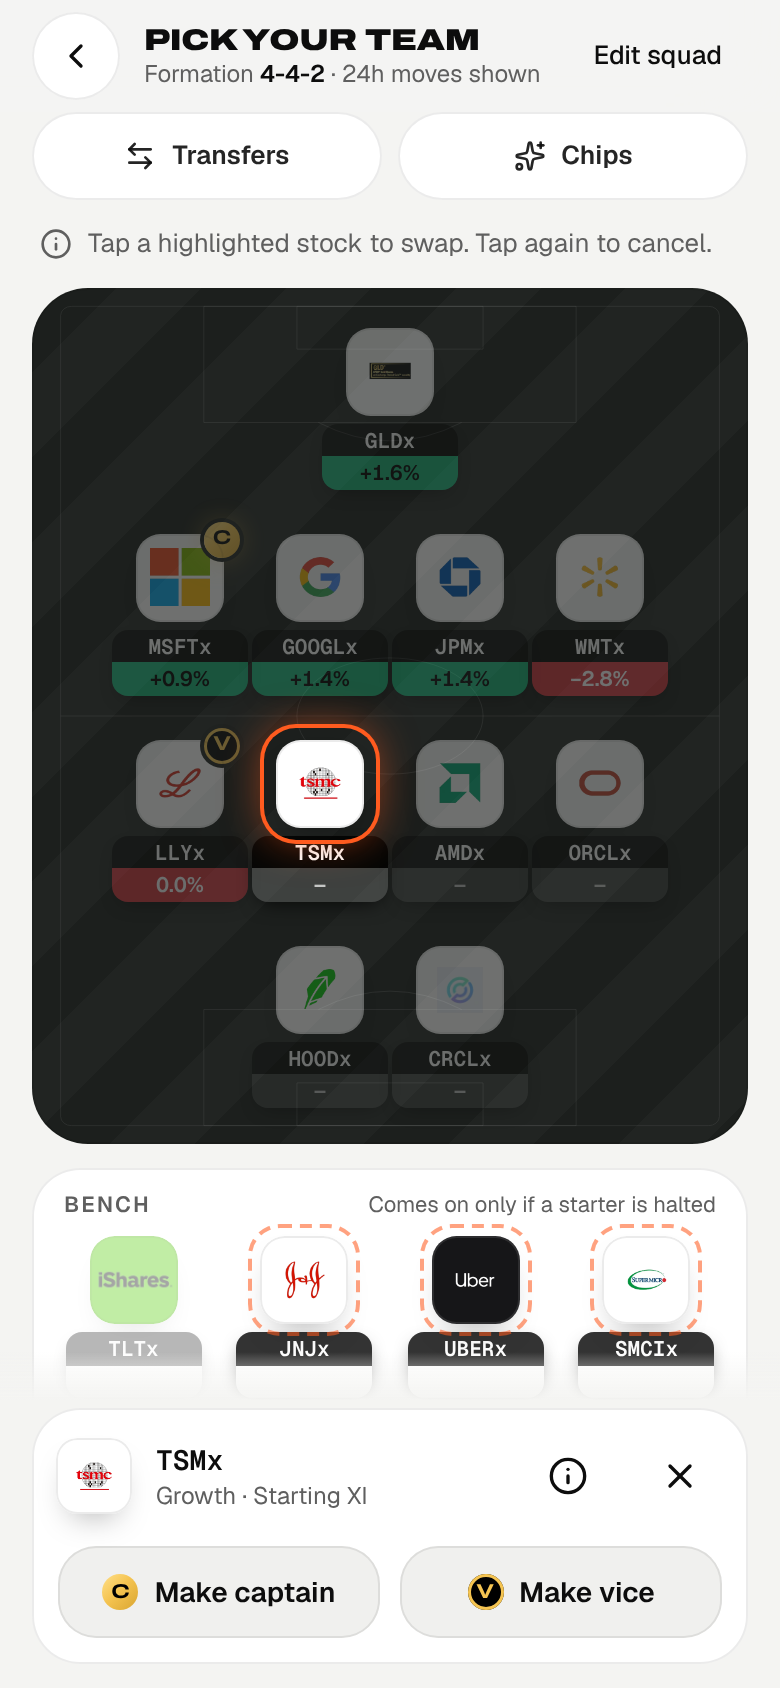 PICK YOUR TEAM
Formation 4-4-2 · 24h moves shown
Edit squad
Transfers
Chips
Tap a highlighted stock to swap. Tap again to cancel.
GLDx
+1.6%
C
MSFTx
GOOGLx
JPMx
WMTx
+0.9%
+1.4%
+1.4%
−2.8%
V
tsmc
LLYx
TSMx
AMDx
ORCLx
0.0%
–
–
–
HOODx
CRCLx
–
–
BENCH
Comes on only if a starter is halted
iShares.
J&J
Uber
SUPERMICRO
TLTx
JNJx
UBERx
SMCIx
tsmc
TSMx
Growth · Starting XI
C Make captain
V Make vice